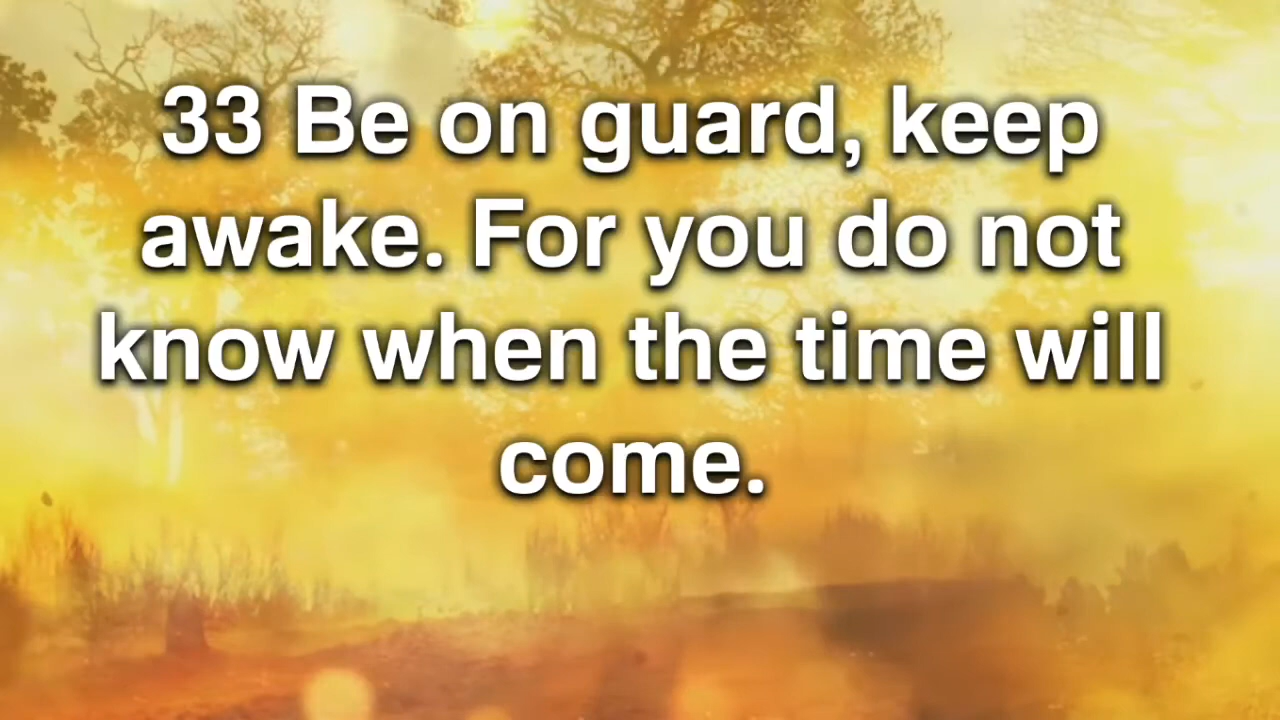 33 Be on guard, keep
awake. For you do not
know when the time will
come.